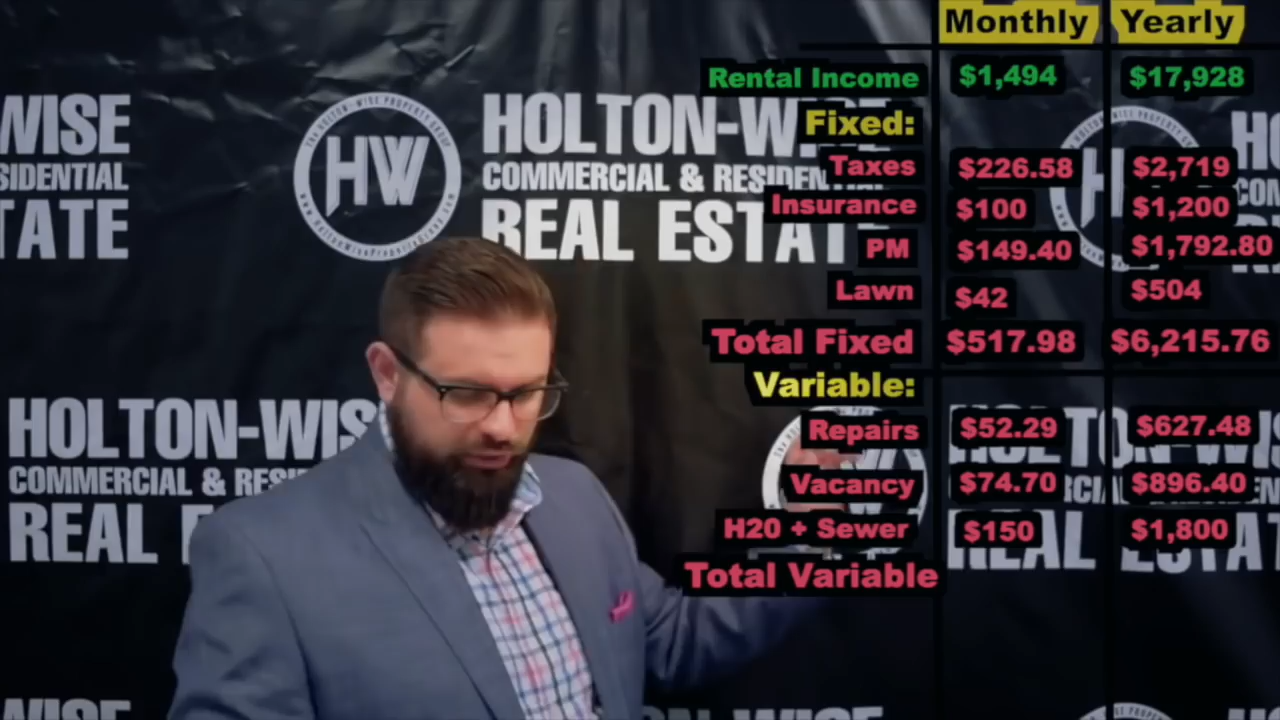 Monthly Yearly
Rental Income $1,494 $17,928
Fixed:
Taxes $226.58 $2,719
Insurance $100 $1,200
PM $149.40 $1,792.80
Lawn $42 $504
Total Fixed $517.98 $6,215.76
Variable:
Repairs $52.29 $627.48
Vacancy $74.70 $896.40
H20 + Sewer $150 $1,800
Total Variable
WISE
SIDENTIAL
TATE
HW
HOLTON-W
COMMERCIAL & RESIDEN
REAL ESTATE
HOLTON-WIS
COMMERCIAL & RESI
REAL
REAL